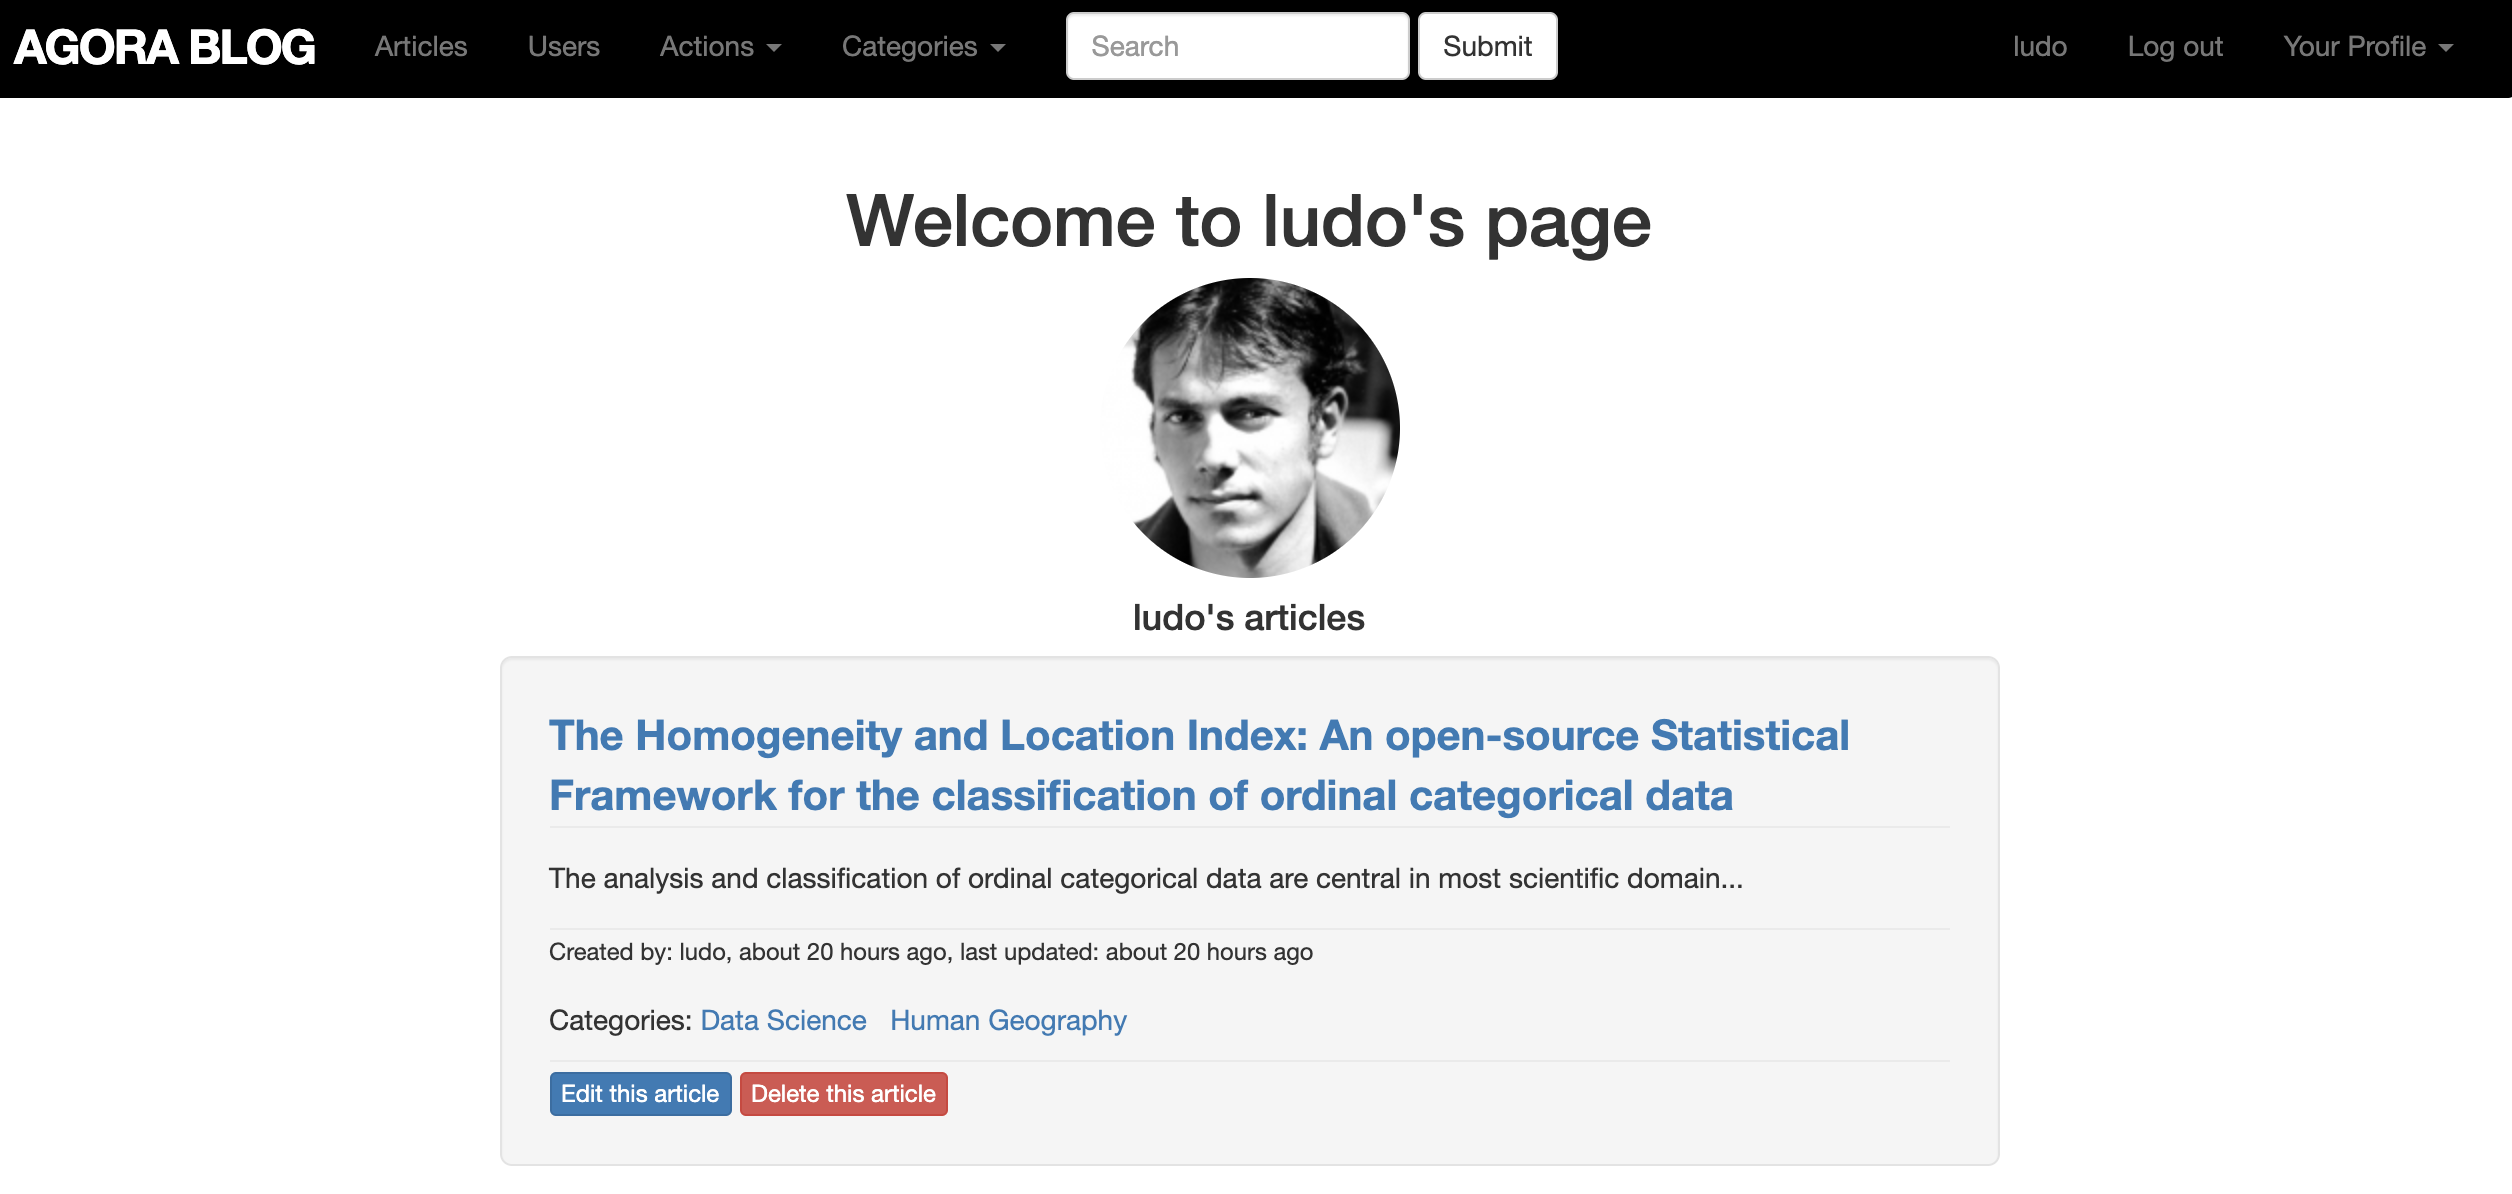 AGORA BLOG Articles Users Actions Categories Search Submit ludo Log out Your Profile
Welcome to ludo's page
ludo's articles
The Homogeneity and Location Index: An open-source Statistical
Framework for the classification of ordinal categorical data
The analysis and classification of ordinal categorical data are central in most scientific domain...
Created by: ludo, about 20 hours ago, last updated: about 20 hours ago
Categories: Data Science Human Geography
Edit this article Delete this article